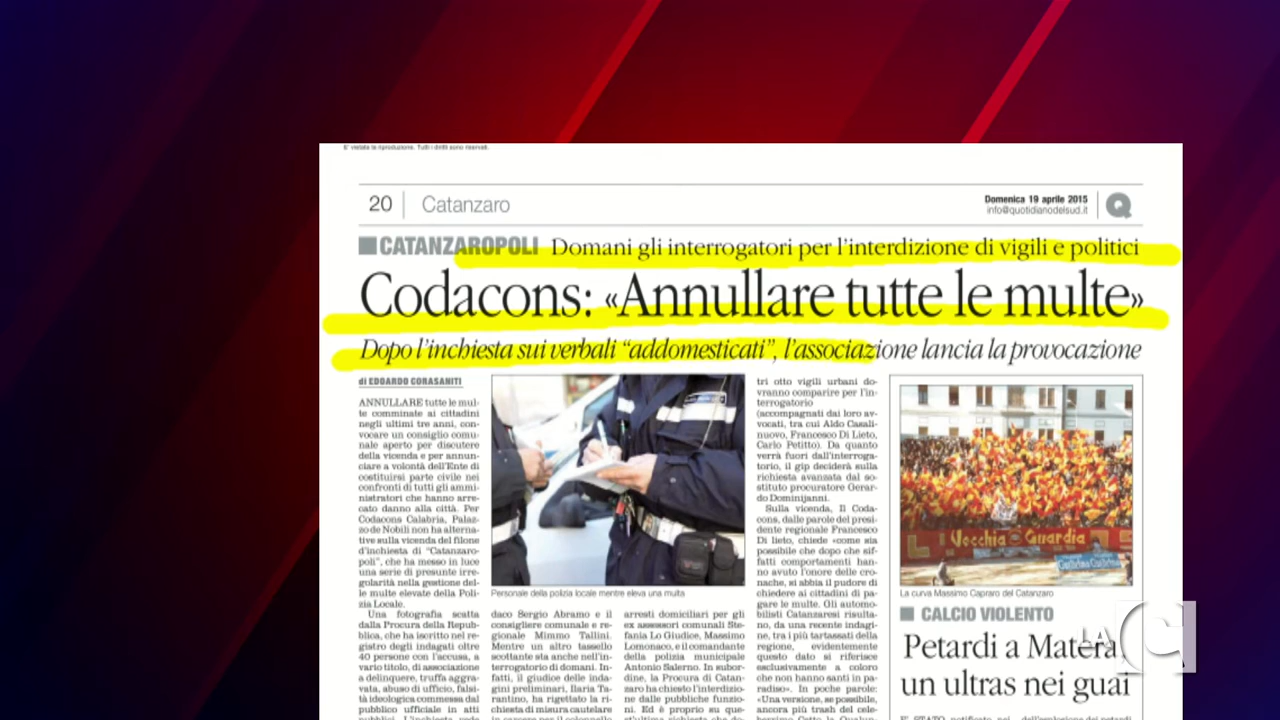 E' vietata la riproduzione. Tutti i diritti sono riservati.
20 Catanzaro
Domenica 19 aprile 2015
info@quotidianodelsud.it
Q
CATANZAROPOLI Domani gli interrogatori per l'interdizione di vigili e politici
Codacons: «Annullare tutte le multe»
Dopo l'inchiesta sui verbali "addomesticati", l'associazione lancia la provocazione
di EDOARDO CORASANITI
ANNULLARE tutte le mul-
te comminate ai cittadini
negli ultimi tre anni, con-
vocare un consiglio comu-
nale aperto per discutere
della vicenda e per annun-
ciare a volontà dell'Ente di
costituirsi parte civile nei
confronti di tutti gli ammi-
nistratori che hanno arre-
cato danno alla città. Per
Codacons Calabria, Palaz-
zo de Nobili non ha alterna-
tive sulla vicenda del filone
d'inchiesta di "Catanzaro-
poli", che ha messo in luce
una serie di presunte irre-
golarità nella gestione del-
le multe elevate della Poli-
zia Locale.
Una fotografia scatta
dalla Procura della Repub-
blica, che ha iscritto nel re-
gistro degli indagati oltre
40 persone con l'accusa, a
vario titolo, di associazione
a delinquere, truffa aggra-
vata, abuso di ufficio, falsi-
tà ideologica commessa dal
pubblico ufficiale in atti
Personale della polizia locale mentre eleva una multa
daco Sergio Abramo e il
consigliere comunale e re-
gionale Mimmo Tallini.
Mentre un altro tassello
scottante sta anche nell'in-
terrogatorio di domani. In-
fatti, il giudice delle inda-
gini preliminari, Ilaria Ta-
rantino, ha rigettato la ri-
chiesta di misura cautelare
arresti domiciliari per gli
ex assessori comunali Ste-
fania Lo Giudice, Massimo
Lomonaco, e il comandante
della polizia municipale
Antonio Salerno. In subor-
dine, la Procura di Catan-
zaro ha chiesto l'interdizio-
ne dalle pubbliche funzio-
ni. Ed è proprio su que-
tri otto vigili urbani do-
vranno comparire per l'in-
terrogatorio
(accompagnati dai loro av-
vocati, tra cui Aldo Casali-
nuovo, Francesco Di Lieto,
Carlo Petitto). Da quanto
verrà fuori dall'interroga-
torio, il gip deciderà sulla
richiesta avanzata dal so-
stituto procuratore Gerar-
do Dominijanni.
Sulla vicenda, Il Coda-
cons, dalle parole del presi-
dente regionale Francesco
Di lieto, chiede «come sia
possibile che dopo che sif-
fatti comportamenti han-
no avuto l'onore delle cro-
nache, si abbia il pudore di
chiedere ai cittadini di pa-
gare le multe. Gli automo-
bilisti Catanzaresi risulta-
no, da una recente indagi-
ne, tra i più tartassati della
regione, evidentemente
questo dato si riferisce
esclusivamente a coloro
che non hanno santi in pa-
radiso». In poche parole:
«Una versione, se possibile,
ancora più trash del cele-
Vecchia Guardia
La curva Massimo Capraro del Catanzaro
CALCIO VIOLENTO
Petardi a Matera
un ultras nei guai
LA C